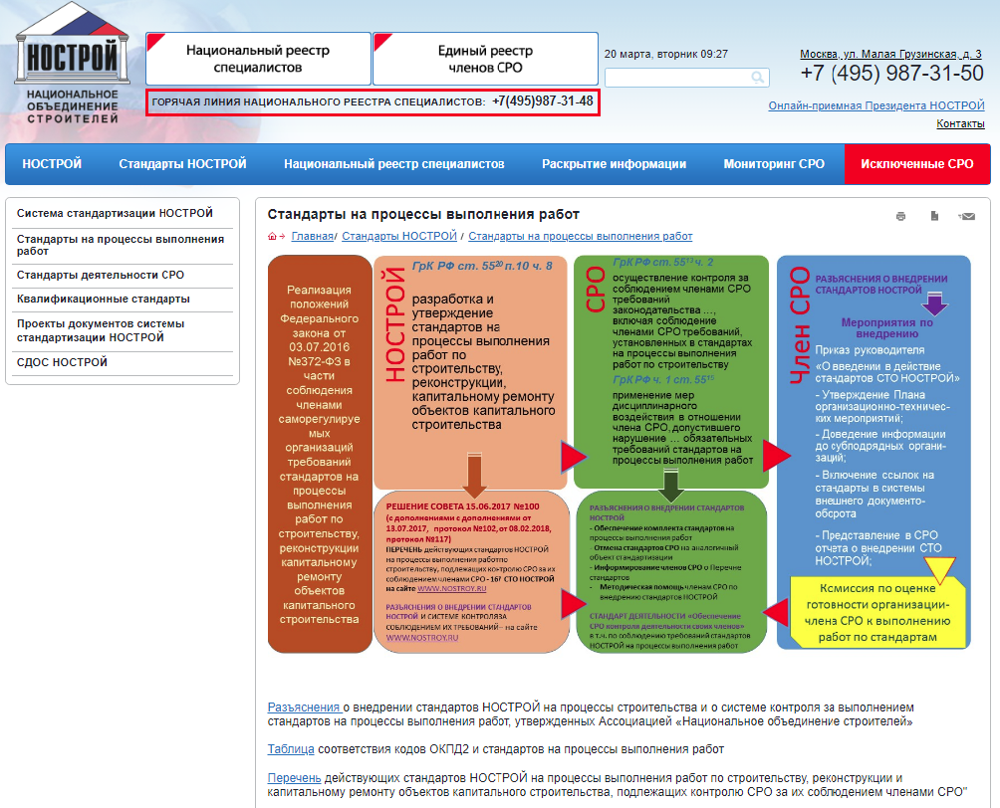 НОСТРОЙ
НАЦИОНАЛЬНОЕ
ОБЪЕДИНЕНИЕ
СТРОИТЕЛЕЙ
Национальный реестр
специалистов
Единый реестр
членов СРО
20 марта, вторник 09:27
Москва, ул. Малая Грузинская, д. 3
+7 (495) 987-31-50
ГОРЯЧАЯ ЛИНИЯ НАЦИОНАЛЬНОГО РЕЕСТРА СПЕЦИАЛИСТОВ: +7(495)987-31-48
Онлайн-приемная Президента НОСТРОЙ
Контакты
НОСТРОЙ
Стандарты НОСТРОЙ
Национальный реестр специалистов
Раскрытие информации
Мониторинг СРО
Исключенные СРО
Система стандартизации НОСТРОЙ
Стандарты на процессы выполнения
работ
Стандарты деятельности СРО
Квалификационные стандарты
Проекты документов системы
стандартизации НОСТРОЙ
СДОС НОСТРОЙ
Стандарты на процессы выполнения работ
Главная/ Стандарты НОСТРОЙ / Стандарты на процессы выполнения работ
Реализация
положений
Федерального
закона от
03.07.2016
№372-ФЗ в
части
соблюдения
членами
саморегулируе
мых
организаций
требований
стандартов на
процессы
выполнения
работ по
строительству,
реконструкции
капитальному
ремонту
объектов
капитального
строительства
НОСТРОЙ
ГрК РФ ст. 55²⁰ п.10 ч. 8
разработка и
утверждение
стандартов на
процессы выполнения
работ по
строительству,
реконструкции,
капитальному ремонту
объектов капитального
строительства
РЕШЕНИЕ СОВЕТА 15.06.2017 №100
(с дополнениями с дополнениями от
13.07.2017, протокол №102, от 08.02.2018,
протокол №117)
ПЕРЕЧЕНЬ действующих стандартов НОСТРОЙ
на процессы выполнения работ по
строительству, подлежащих контролю СРО за их
соблюдением членами СРО - 167 СТО НОСТРОЙ
на сайте WWW.NOSTROY.RU
РАЗЪЯСНЕНИЯ О ВНЕДРЕНИИ СТАНДАРТОВ
НОСТРОЙ И СИСТЕМЕ КОНТРОЛЯ ЗА
СОБЛЮДЕНИЕМ ИХ ТРЕБОВАНИЙ – на сайте
WWW.NOSTROY.RU
СРО
ГрК РФ ст. 55¹³ ч. 2
осуществление контроля за
соблюдением членами СРО
требований
законодательства …,
включая соблюдение
членами СРО требований,
установленных в стандартах
на процессы выполнения
работ по строительству
ГрК РФ ч. 1 ст. 55¹⁵
применение мер
дисциплинарного
воздействия в отношении
члена СРО, допустившего
нарушение … обязательных
требований стандартов на
процессы выполнения работ
РАЗЪЯСНЕНИЯ О ВНЕДРЕНИИ СТАНДАРТОВ
НОСТРОЙ
- Обеспечение комплекта стандартов на
процессы выполнения работ
- Отмена стандартов СРО на аналогичный
объект стандартизации
- Информирование членов СРО о Перечне
стандартов
- Методическая помощь членам СРО по
внедрению стандартов НОСТРОЙ
СТАНДАРТ ДЕЯТЕЛЬНОСТИ «Обеспечение
СРО контроля деятельности своих членов»
в т.ч. по соблюдению требований стандартов
НОСТРОЙ на процессы выполнения работ
Член СРО
РАЗЪЯСНЕНИЯ О ВНЕДРЕНИИ
СТАНДАРТОВ НОСТРОЙ
Мероприятия по
внедрению
Приказ руководителя
«О введении в действие
стандартов СТО НОСТРОЙ»
- Утверждение Плана
организационно-техничес-
ких мероприятий;
- Доведение информации
до субподрядных органи-
заций;
- Включение ссылок на
стандарты в системы
внешнего документо-
оборота
- Представление в СРО
отчета о внедрении СТО
НОСТРОЙ;
Комиссия по оценке
готовности организации-
члена СРО к выполнению
работ по стандартам
Разъяснения о внедрении стандартов НОСТРОЙ на процессы строительства и о системе контроля за выполнением
стандартов на процессы выполнения работ, утвержденных Ассоциацией «Национальное объединение строителей»
Таблица соответствия кодов ОКПД2 и стандартов на процессы выполнения работ
Перечень действующих стандартов НОСТРОЙ на процессы выполнения работ по строительству, реконструкции и
капитальному ремонту объектов капитального строительства, подлежащих контролю СРО за их соблюдением членами СРО"